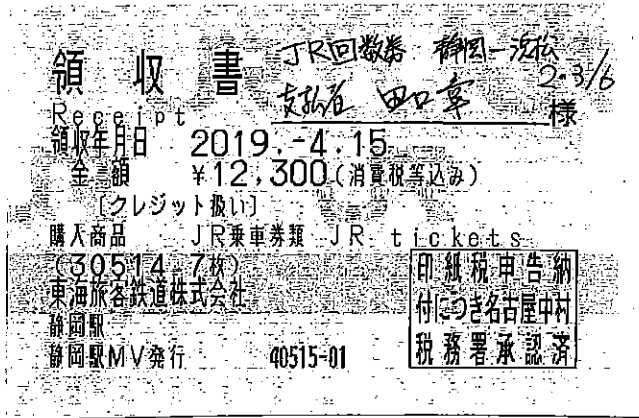 JR回数券 静岡ー浜松
2・3/6
領収書
支払者 田口章 様
Receipt
領収年月日 2019.-4.15
金額 ¥12,300(消費税等込み)
[クレジット扱い]
購入商品 JR乗車券類 JR tickets
(30514 7枚)
東海旅客鉄道株式会社
静岡駅
静岡駅MV発行 40515-01
印紙税申告納
付につき名古屋中村
税務署承認済